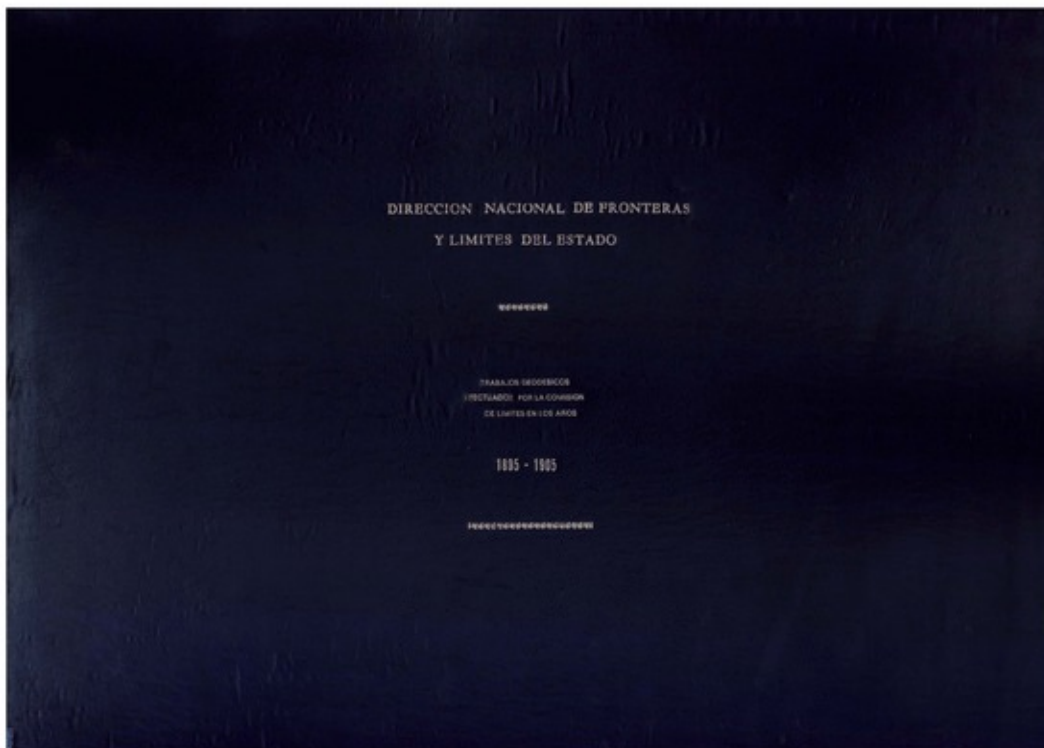 DIRECCION NACIONAL DE FRONTERAS
Y LIMITES DEL ESTADO
TRABAJOS GEODESICOS
EFECTUADOS POR LA COMISION
DE LIMITES EN LOS AÑOS
1895 - 1905